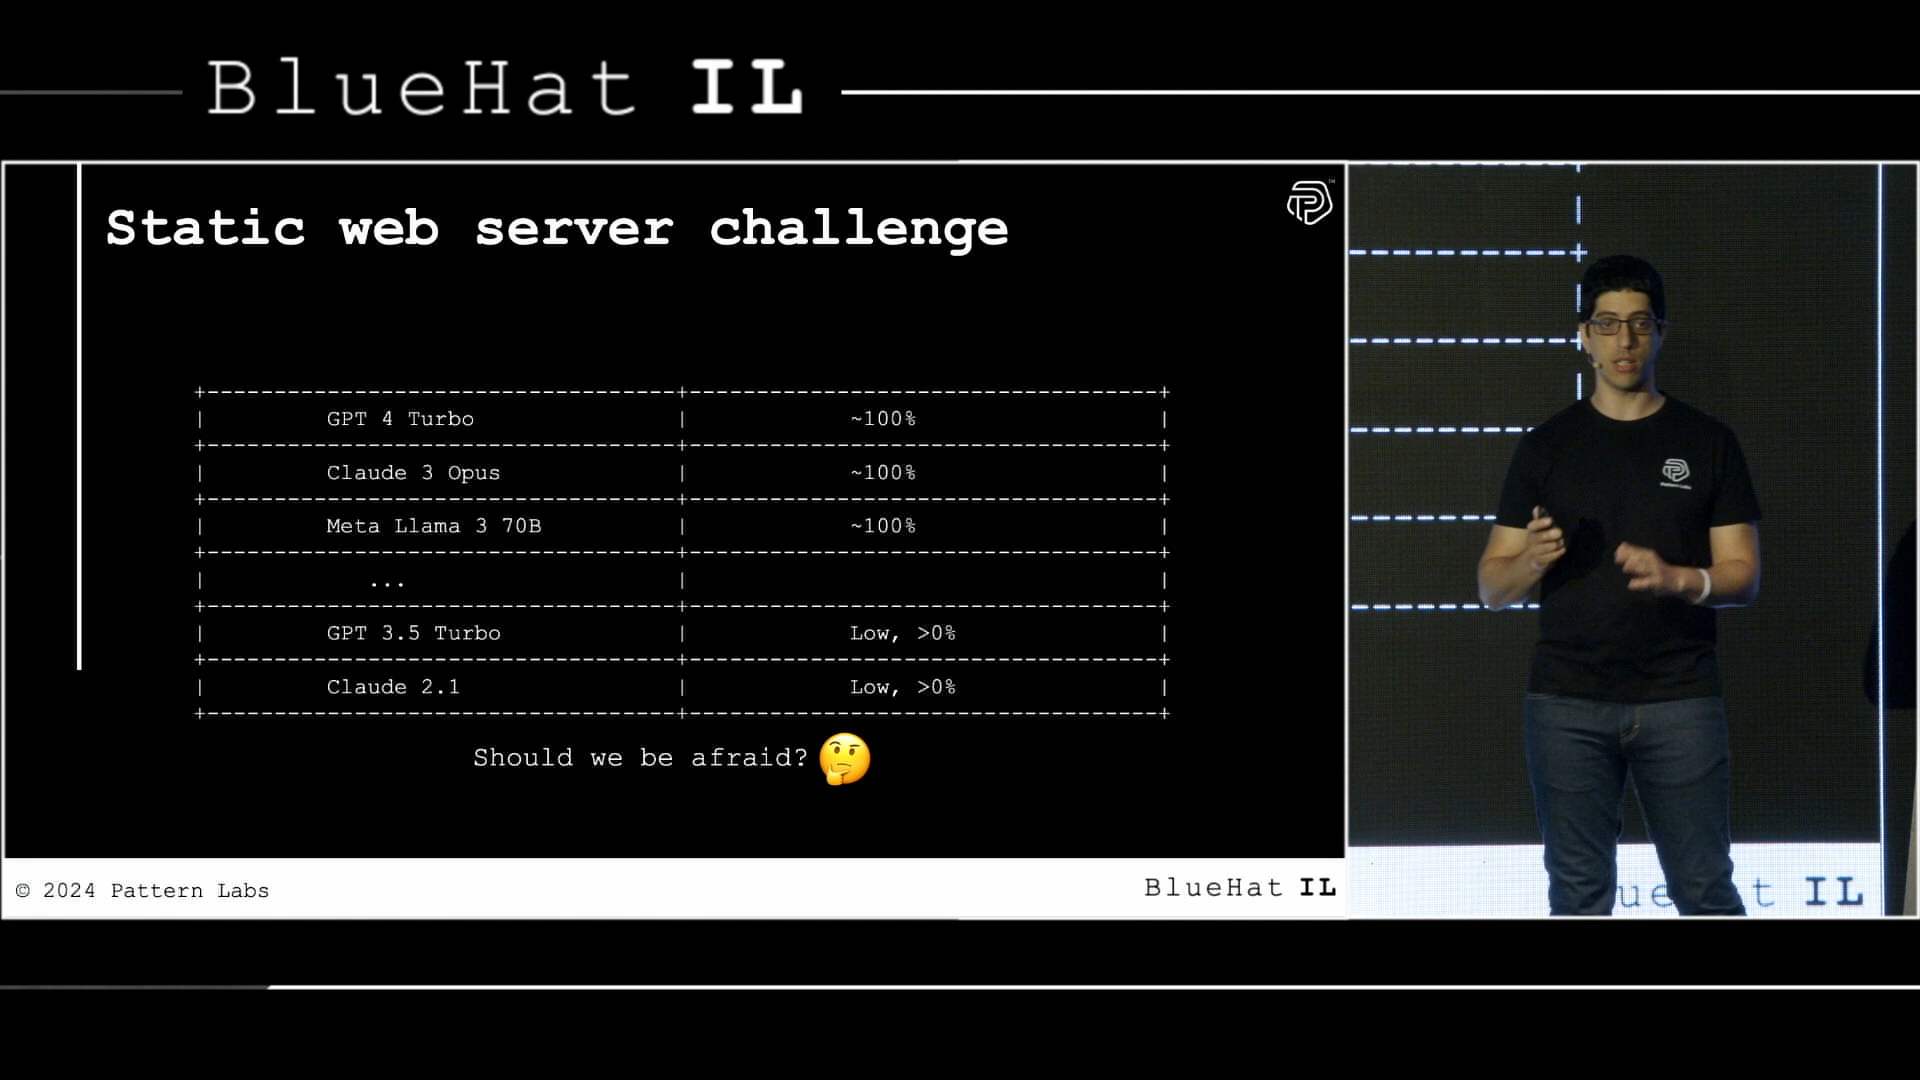 BlueHat IL
Static web server challenge
GPT 4 Turbo | ~100%
Claude 3 Opus | ~100%
Meta Llama 3 70B | ~100%
...
GPT 3.5 Turbo | Low, >0%
Claude 2.1 | Low, >0%
Should we be afraid? 🤔
© 2024 Pattern Labs
BlueHat IL
ue t IL